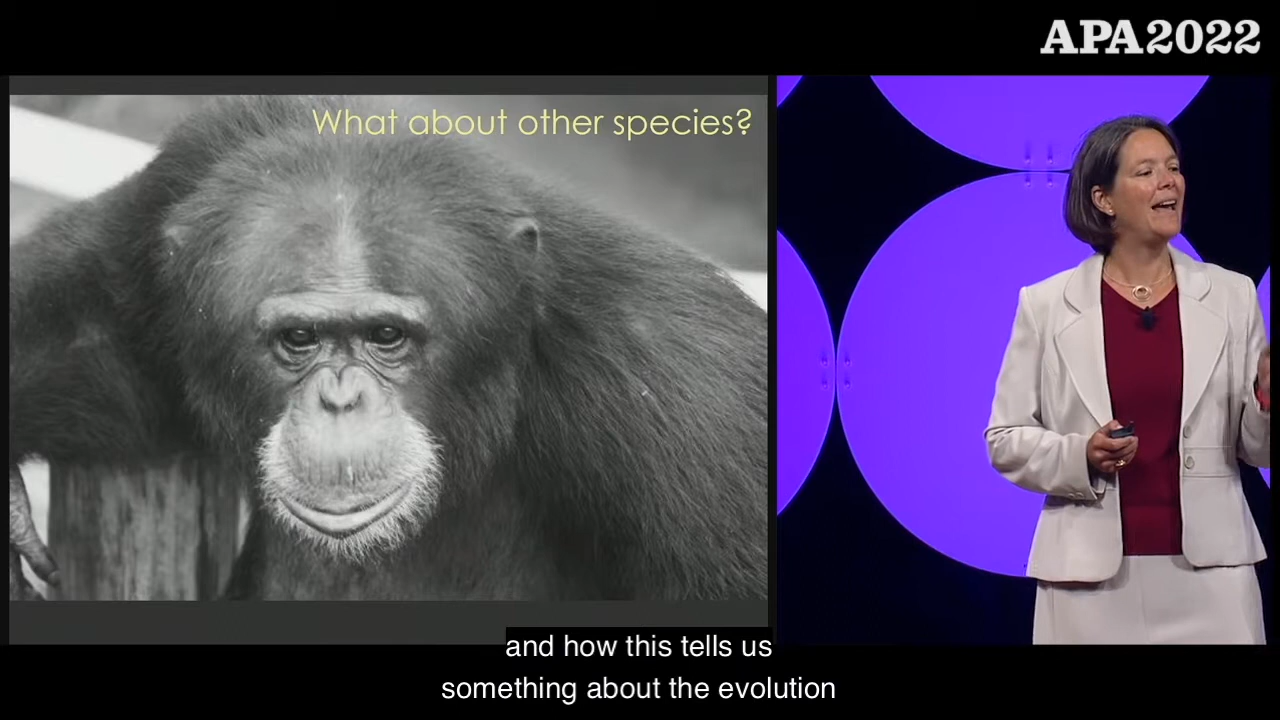 APA2022
What about other species?
and how this tells us
something about the evolution